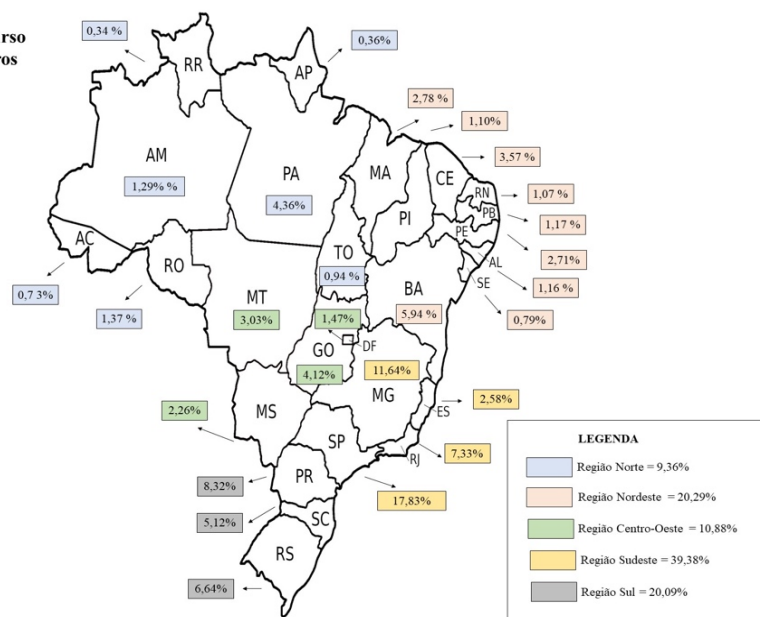 rso
ros
0,34 %
0,36%
RR
AP
2,78 %
1,10%
3,57 %
AM
1,29% %
PA
4,36%
MA
CE
PI
RN
1,07 %
PB
1,17 %
PE
2,71%
AL
1,16 %
SE
0,79%
AC
0,7 3%
RO
1,37 %
TO
0,94 %
MT
3,03%
BA
5,94 %
1,47%
DF
GO
4,12%
11,64%
MG
ES
2,58%
MS
2,26%
SP
RJ
7,33%
17,83%
PR
8,32%
SC
5,12%
RS
6,64%
LEGENDA
Região Norte = 9,36%
Região Nordeste = 20,29%
Região Centro-Oeste = 10,88%
Região Sudeste = 39,38%
Região Sul = 20,09%